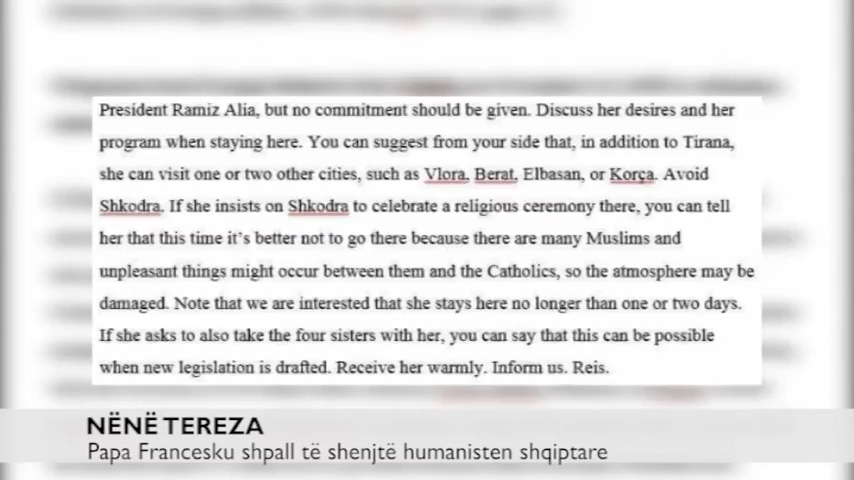 President Ramiz Alia, but no commitment should be given. Discuss her desires and her
program when staying here. You can suggest from your side that, in addition to Tirana,
she can visit one or two other cities, such as Vlora, Berat, Elbasan, or Korça. Avoid
Shkodra. If she insists on Shkodra to celebrate a religious ceremony there, you can tell
her that this time it's better not to go there because there are many Muslims and
unpleasant things might occur between them and the Catholics, so the atmosphere may be
damaged. Note that we are interested that she stays here no longer than one or two days.
If she asks to also take the four sisters with her, you can say that this can be possible
when new legislation is drafted. Receive her warmly. Inform us. Reis.
NËNË TEREZA
Papa Francesku shpall të shenjtë humanisten shqiptare